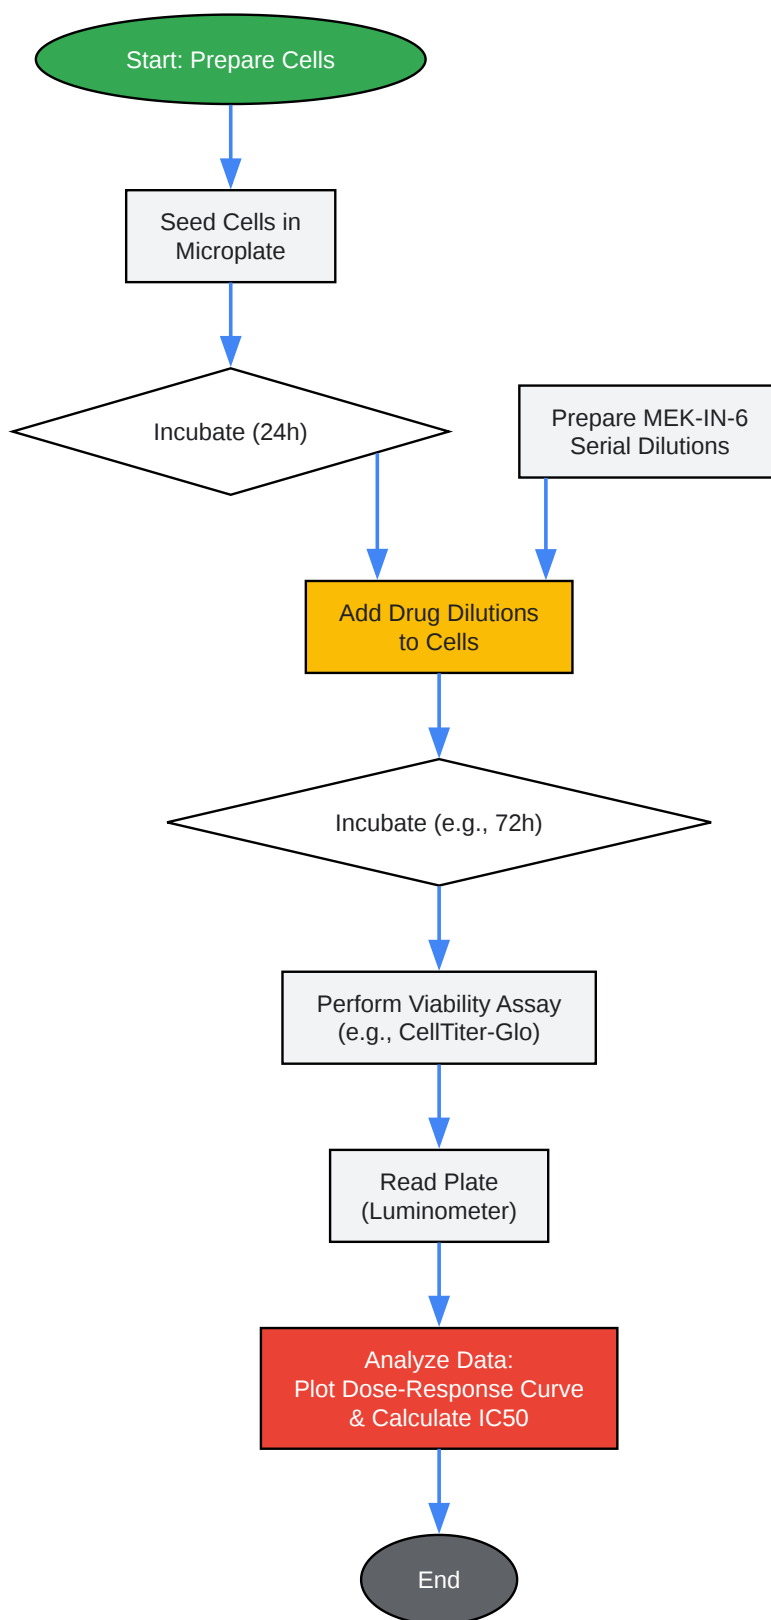 Start: Prepare Cells
Seed Cells in
Microplate
Incubate (24h)
Prepare MEK-IN-6
Serial Dilutions
Add Drug Dilutions
to Cells
Incubate (e.g., 72h)
Perform Viability Assay
(e.g., CellTiter-Glo)
Read Plate
(Luminometer)
Analyze Data:
Plot Dose-Response Curve
& Calculate IC50
End